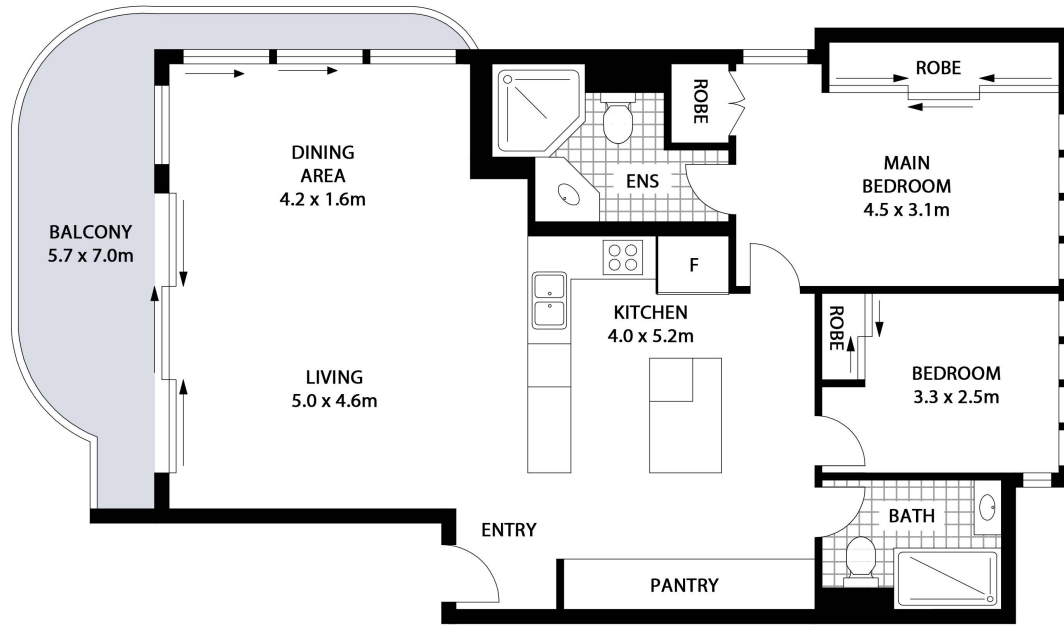 ROBE
ROBE
DINING
AREA
4.2 x 1.6m
MAIN
BEDROOM
4.5 x 3.1m
ENS
BALCONY
5.7 x 7.0m
F
KITCHEN
4.0 x 5.2m
ROBE
LIVING
5.0 x 4.6m
BEDROOM
3.3 x 2.5m
BATH
ENTRY
PANTRY